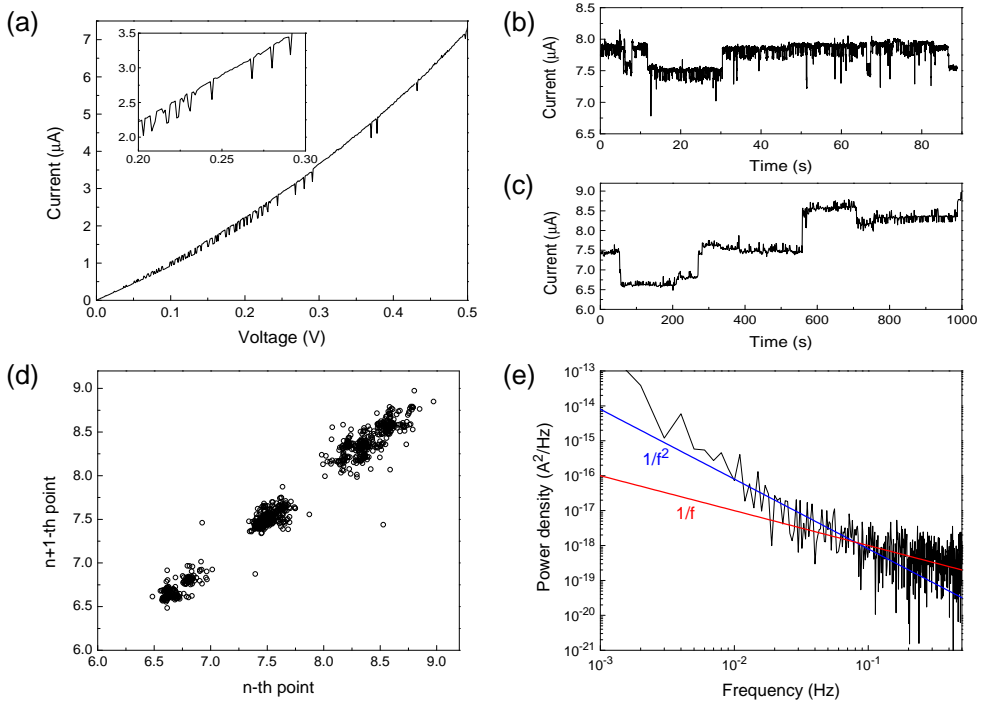 (a)
7
6
5
4
3
2
1
0
Current (μA)
0.0 0.1 0.2 0.3 0.4 0.5
Voltage (V)
3.5
3.0
2.5
2.0
0.20 0.25 0.30
(b)
8.5
8.0
7.5
7.0
6.5
Current (μA)
0 20 40 60 80
Time (s)
(c)
9.0
8.5
8.0
7.5
7.0
6.5
6.0
Current (μA)
0 200 400 600 800 1000
Time (s)
(d)
9.0
8.5
8.0
7.5
7.0
6.5
6.0
n+1-th point
6.0 6.5 7.0 7.5 8.0 8.5 9.0
n-th point
(e)
10⁻¹³
10⁻¹⁴
10⁻¹⁵
10⁻¹⁶
10⁻¹⁷
10⁻¹⁸
10⁻¹⁹
10⁻²⁰
10⁻²¹
Power density (A²/Hz)
1/f²
1/f
10⁻³ 10⁻² 10⁻¹
Frequency (Hz)